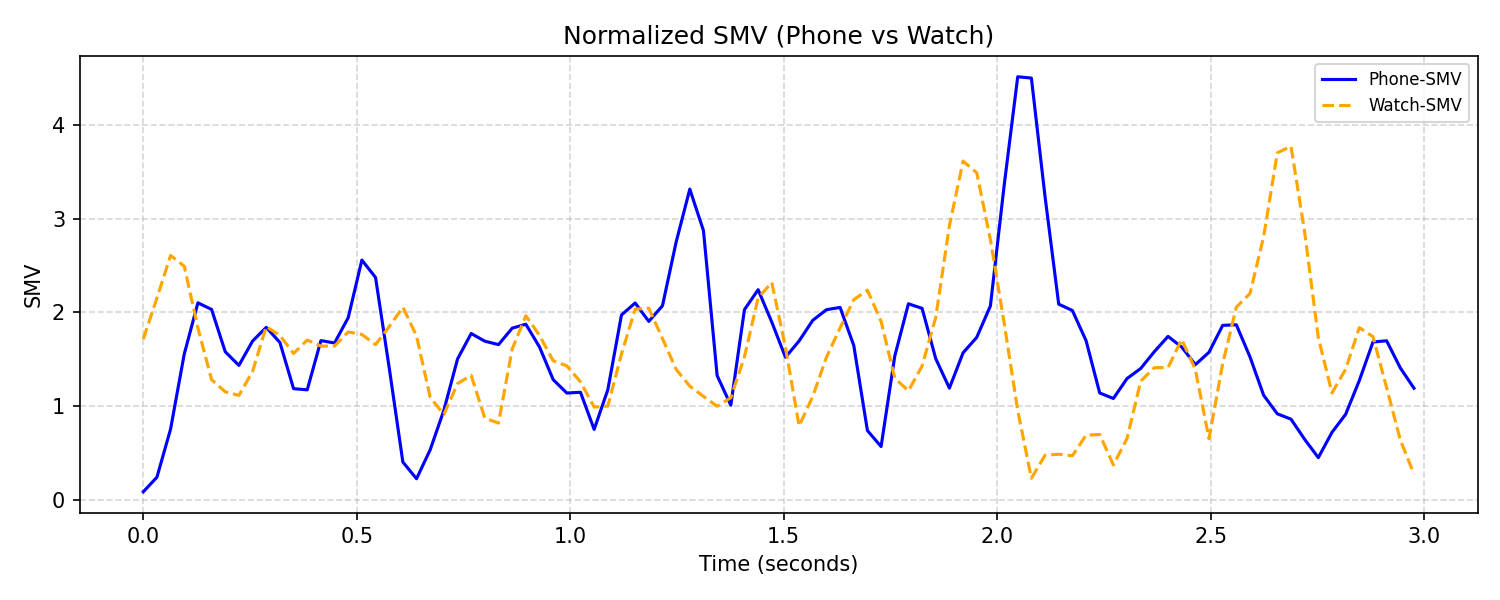 Normalized SMV (Phone vs Watch)
Phone-SMV
Watch-SMV
SMV
4
3
2
1
0
0.0 0.5 1.0 1.5 2.0 2.5 3.0
Time (seconds)